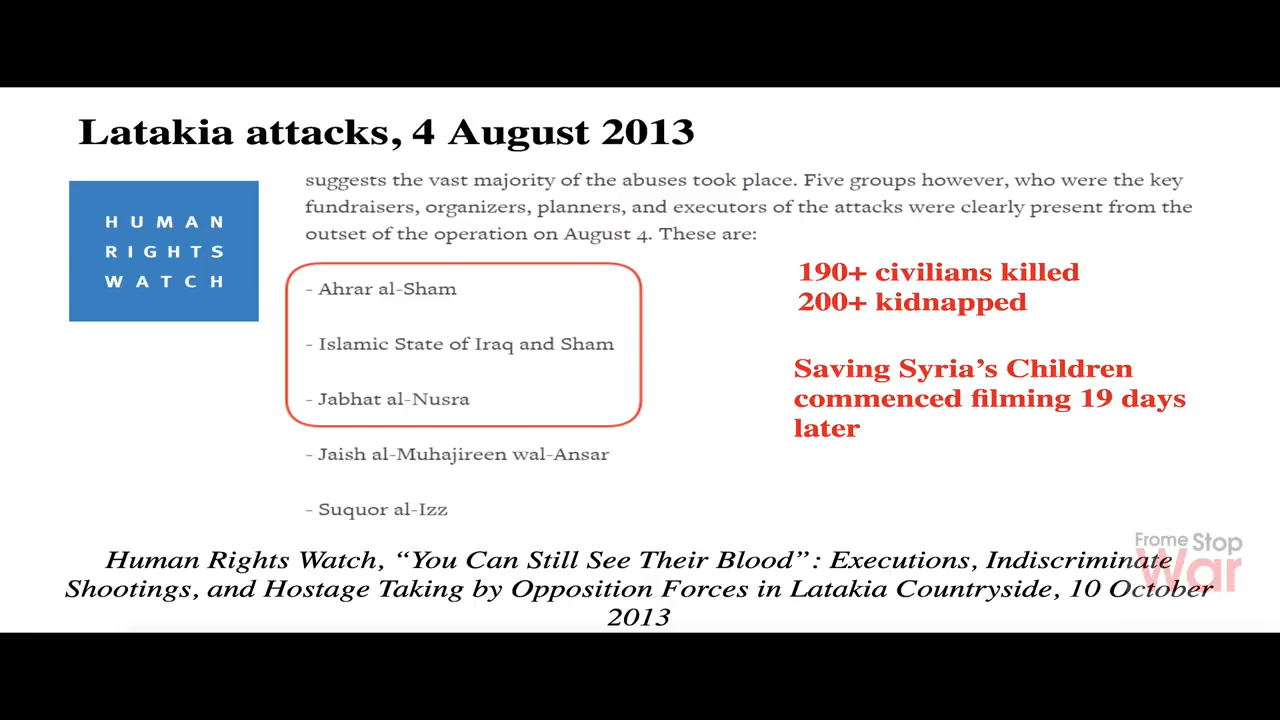 Latakia attacks, 4 August 2013
HUMAN
RIGHTS
WATCH
suggests the vast majority of the abuses took place. Five groups however, who were the key
fundraisers, organizers, planners, and executors of the attacks were clearly present from the
outset of the operation on August 4. These are:
- Ahrar al-Sham
- Islamic State of Iraq and Sham
- Jabhat al-Nusra
- Jaish al-Muhajireen wal-Ansar
- Suquor al-Izz
190+ civilians killed
200+ kidnapped
Saving Syria’s Children
commenced filming 19 days
later
Human Rights Watch, “You Can Still See Their Blood”: Executions, Indiscriminate
Shootings, and Hostage Taking by Opposition Forces in Latakia Countryside, 10 October
2013
Frome Stop
War